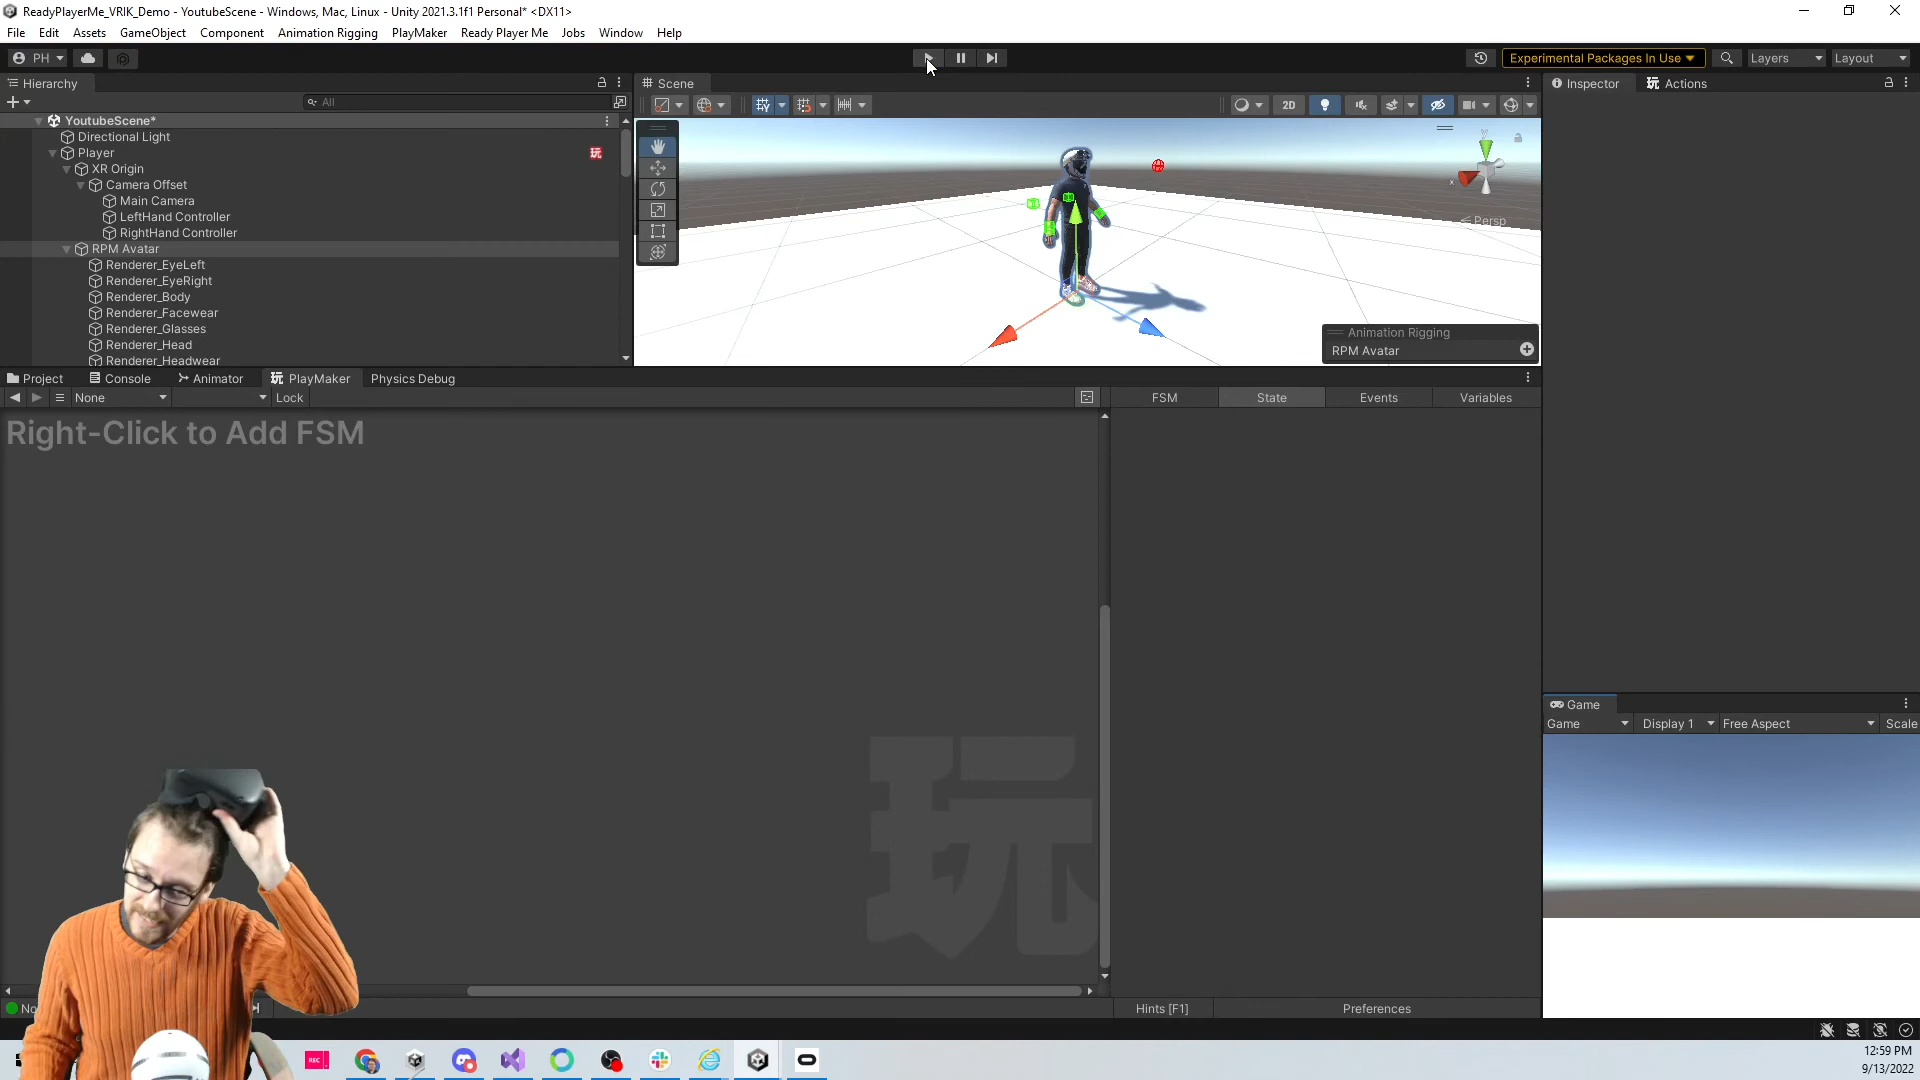 ReadyPlayerMe_VRIK_Demo - YoutubeScene - Windows, Mac, Linux - Unity 2021.3.1f1 Personal* <DX11>
File Edit Assets GameObject Component Animation Rigging PlayMaker Ready Player Me Jobs Window Help
PH Experimental Packages In Use Layers Layout
Hierarchy
All
YoutubeScene*
Directional Light
Player
玩
XR Origin
Camera Offset
Main Camera
LeftHand Controller
RightHand Controller
RPM Avatar
Renderer_EyeLeft
Renderer_EyeRight
Renderer_Body
Renderer_Facewear
Renderer_Glasses
Renderer_Head
Renderer_Headwear
Scene
2D
y
x
Persp
Animation Rigging
RPM Avatar
Inspector 玩 Actions
Project Console Animator 玩 PlayMaker Physics Debug
None Lock
FSM State Events Variables
Right-Click to Add FSM
玩
Hints [F1] Preferences
Game
Game Display 1 Free Aspect Scale
REC
12:59 PM
9/13/2022